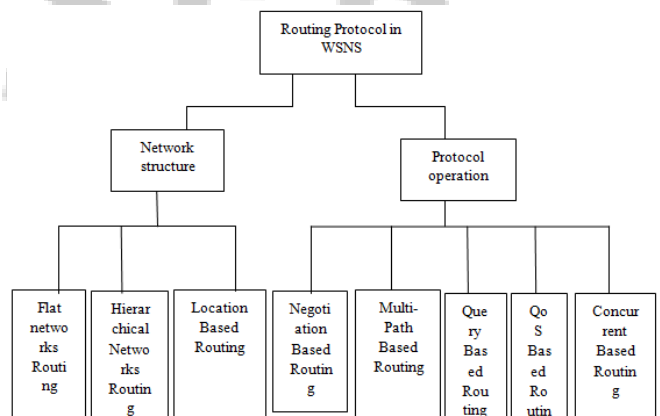 Routing Protocol in
WSNS
Network
structure
Protocol
operation
Flat
netwo
rks
Routi
ng
Hierar
chical
Netwo
rks
Routin
g
Location
Based
Routing
Negoti
ation
Based
Routin
g
Multi-
Path
Based
Routing
Que
ry
Bas
ed
Rou
ting
Qo
S
Bas
ed
Ro
utin
Concur
rent
Based
Routin
g